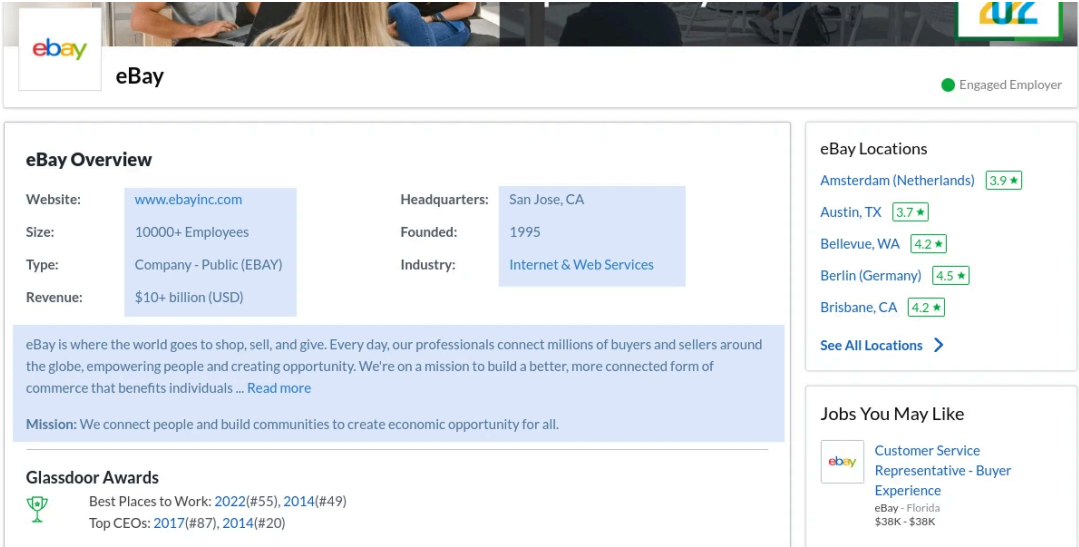 ebay
eBay
Engaged Employer
eBay Overview
Website: www.ebayinc.com Headquarters: San Jose, CA
Size: 10000+ Employees Founded: 1995
Type: Company - Public (EBAY) Industry: Internet & Web Services
Revenue: $10+ billion (USD)
eBay is where the world goes to shop, sell, and give. Every day, our professionals connect millions of buyers and sellers around
the globe, empowering people and creating opportunity. We're on a mission to build a better, more connected form of
commerce that benefits individuals ... Read more
Mission: We connect people and build communities to create economic opportunity for all.
Glassdoor Awards
Best Places to Work: 2022(#55), 2014(#49)
Top CEOs: 2017(#87), 2014(#20)
eBay Locations
Amsterdam (Netherlands) 3.9 ★
Austin, TX 3.7 ★
Bellevue, WA 4.2 ★
Berlin (Germany) 4.5 ★
Brisbane, CA 4.2 ★
See All Locations
Jobs You May Like
ebay
Customer Service
Representative - Buyer
Experience
eBay - Florida
$38K - $38K